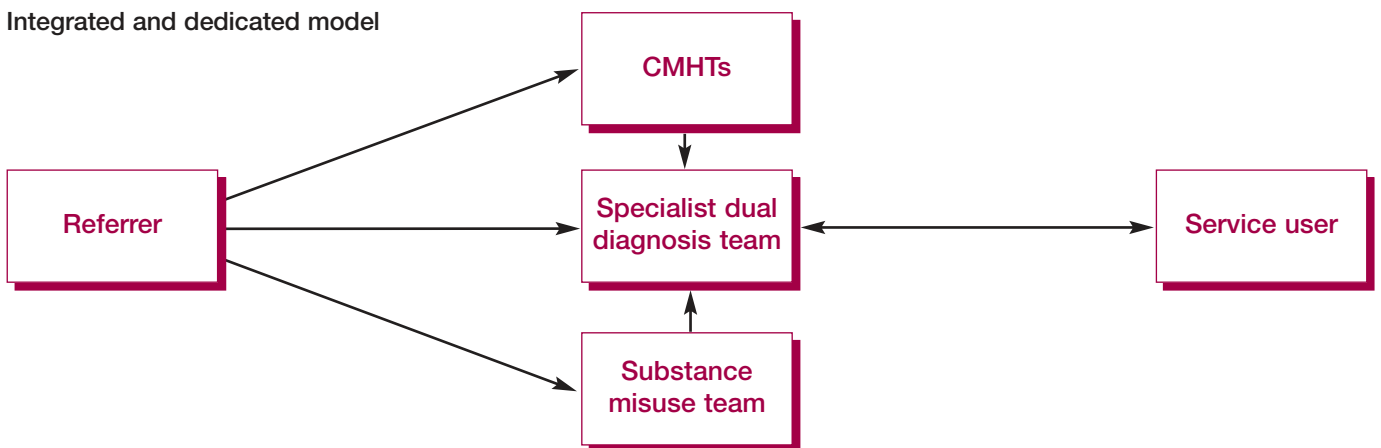 Integrated and dedicated model
CMHTs
Referrer
Specialist dual
diagnosis team
Service user
Substance
misuse team